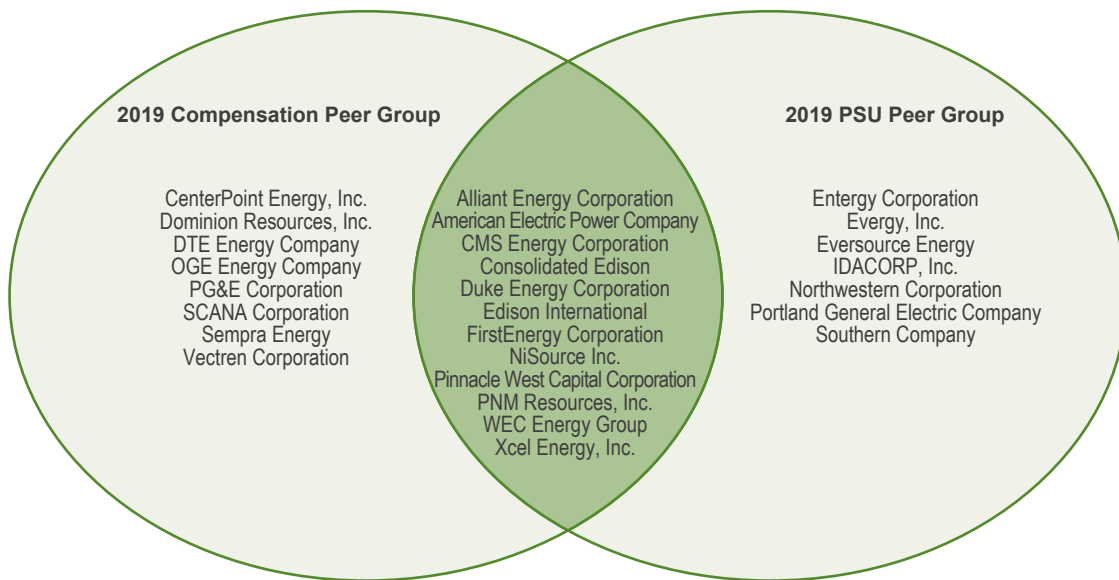 2019 Compensation Peer Group
CenterPoint Energy, Inc.
Dominion Resources, Inc.
DTE Energy Company
OGE Energy Company
PG&E Corporation
SCANA Corporation
Sempra Energy
Vectren Corporation
Alliant Energy Corporation
American Electric Power Company
CMS Energy Corporation
Consolidated Edison
Duke Energy Corporation
Edison International
FirstEnergy Corporation
NiSource Inc.
Pinnacle West Capital Corporation
PNM Resources, Inc.
WEC Energy Group
Xcel Energy, Inc.
2019 PSU Peer Group
Entergy Corporation
Evergy, Inc.
Eversource Energy
IDACORP, Inc.
Northwestern Corporation
Portland General Electric Company
Southern Company